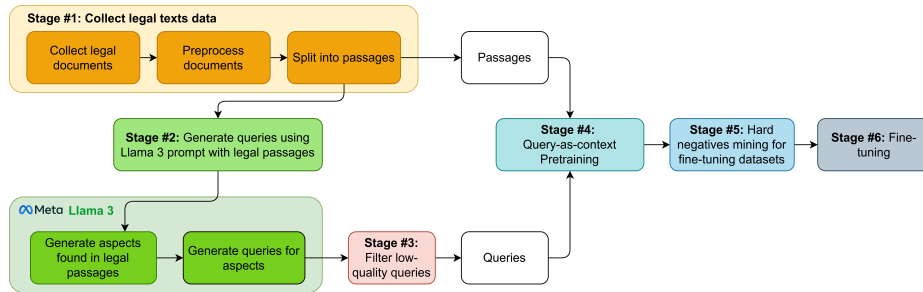 Stage #1: Collect legal texts data
Collect legal
documents
Preprocess
documents
Split into passages
Passages
Stage #2: Generate queries using
Llama 3 prompt with legal passages
Stage #4:
Query-as-context
Pretraining
Stage #5: Hard
negatives mining for
fine-tuning datasets
Stage #6: Fine-
tuning
Meta Llama 3
Generate aspects
found in legal
passages
Generate queries for
aspects
Stage #3:
Filter low-
quality queries
Queries